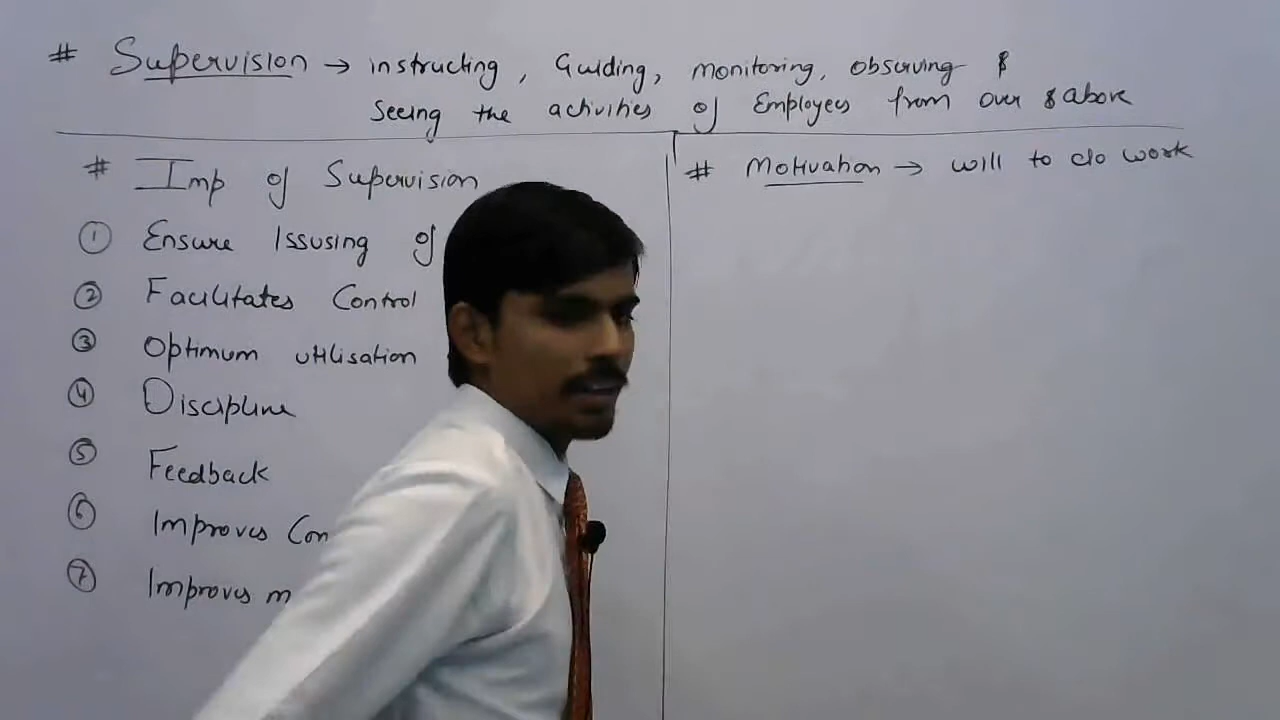 # Supervision → instructing, Guiding, monitoring, observing &
Seeing the activities of Employees from over & above
# Imp of Supervision
① Ensure Issusing of
② Facilitates Control
③ Optimum utilisation
④ Discipline
⑤ Feedback
⑥ Improves Com
⑦ Improves m
# Motivation → will to do work